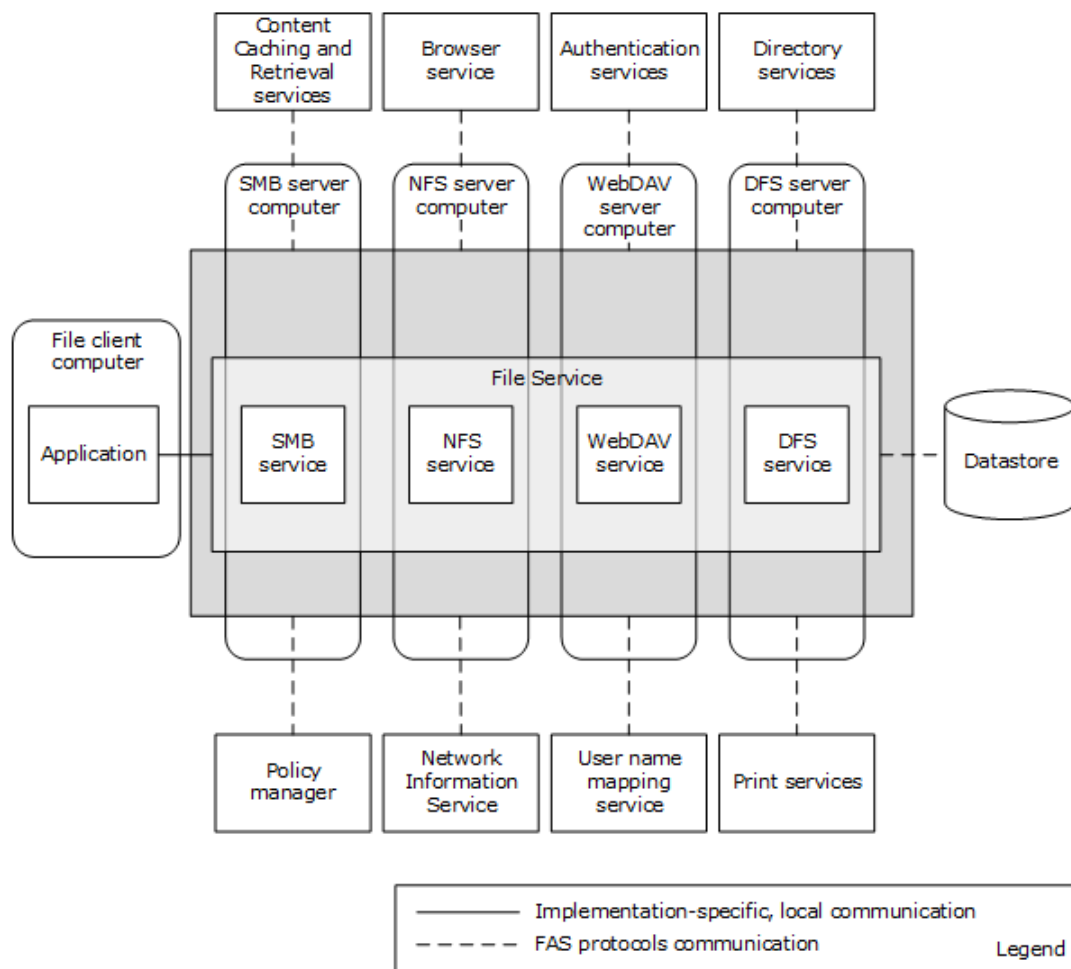 Content
Caching and
Retrieval
services
Browser
service
Authentication
services
Directory
services
SMB server
computer
NFS server
computer
WebDAV
server
computer
DFS server
computer
File client
computer
Application
File Service
SMB
service
NFS
service
WebDAV
service
DFS
service
Datastore
Policy
manager
Network
Information
Service
User name
mapping
service
Print services
Implementation-specific, local communication
FAS protocols communication
Legend